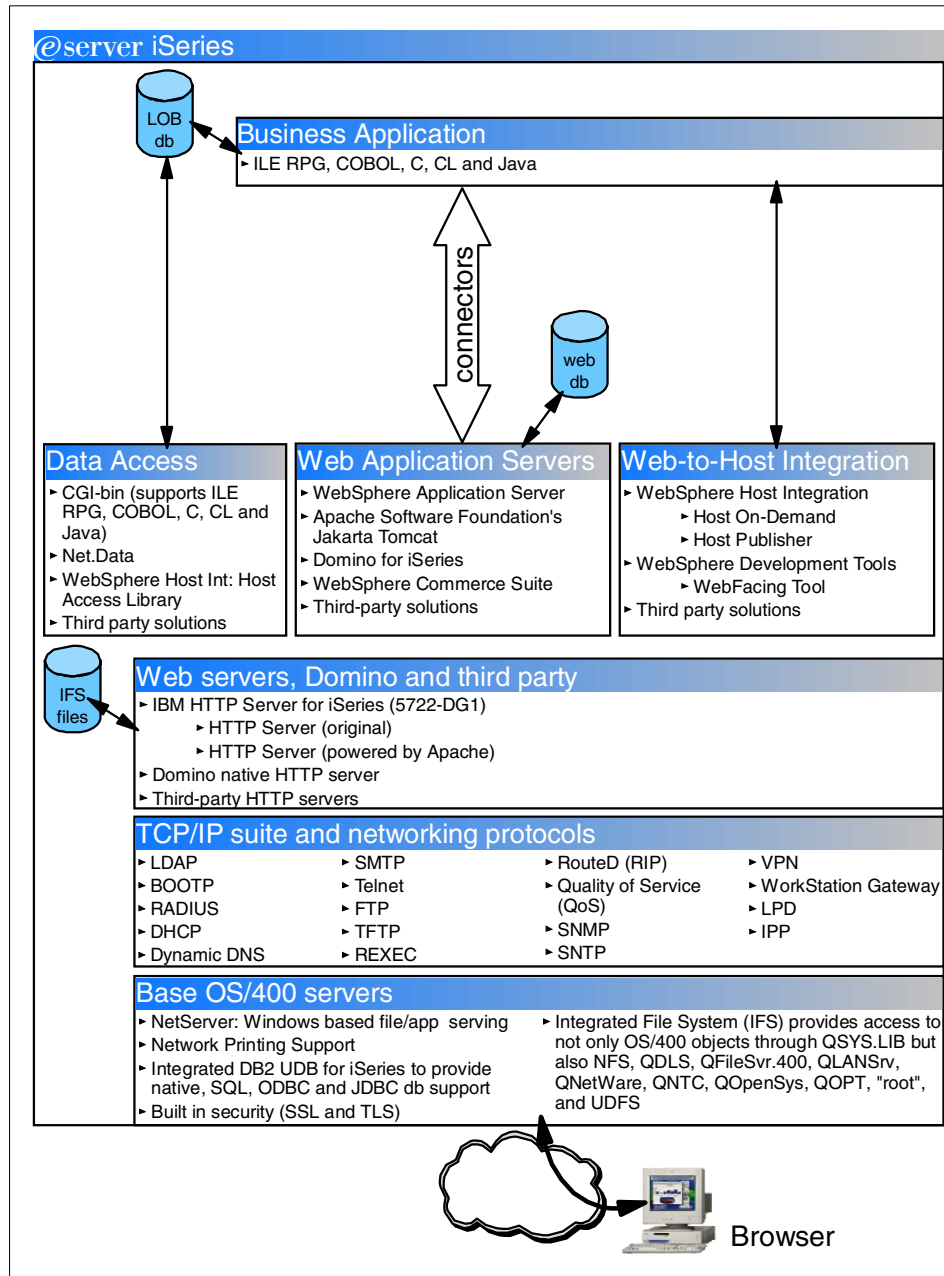 eserver iSeries
LOB
db
Business Application
► ILE RPG, COBOL, C, CL and Java
connectors
web
db
Data Access
► CGI-bin (supports ILE
RPG, COBOL, C, CL and
Java)
► Net.Data
► WebSphere Host Int: Host
Access Library
► Third party solutions
Web Application Servers
► WebSphere Application Server
► Apache Software Foundation's
Jakarta Tomcat
► Domino for iSeries
► WebSphere Commerce Suite
► Third-party solutions
Web-to-Host Integration
► WebSphere Host Integration
► Host On-Demand
► Host Publisher
► WebSphere Development Tools
► WebFacing Tool
► Third party solutions
IFS
files
Web servers, Domino and third party
► IBM HTTP Server for iSeries (5722-DG1)
► HTTP Server (original)
► HTTP Server (powered by Apache)
► Domino native HTTP server
► Third-party HTTP servers
TCP/IP suite and networking protocols
► LDAP
► BOOTP
► RADIUS
► DHCP
► Dynamic DNS
► SMTP
► Telnet
► FTP
► TFTP
► REXEC
► RouteD (RIP)
► Quality of Service
(QoS)
► SNMP
► SNTP
► VPN
► WorkStation Gateway
► LPD
► IPP
Base OS/400 servers
► NetServer: Windows based file/app serving
► Network Printing Support
► Integrated DB2 UDB for iSeries to provide
native, SQL, ODBC and JDBC db support
► Built in security (SSL and TLS)
► Integrated File System (IFS) provides access to
not only OS/400 objects through QSYS.LIB but
also NFS, QDLS, QFileSvr.400, QLANSrv,
QNetWare, QNTC, QOpenSys, QOPT, "root",
and UDFS
Browser